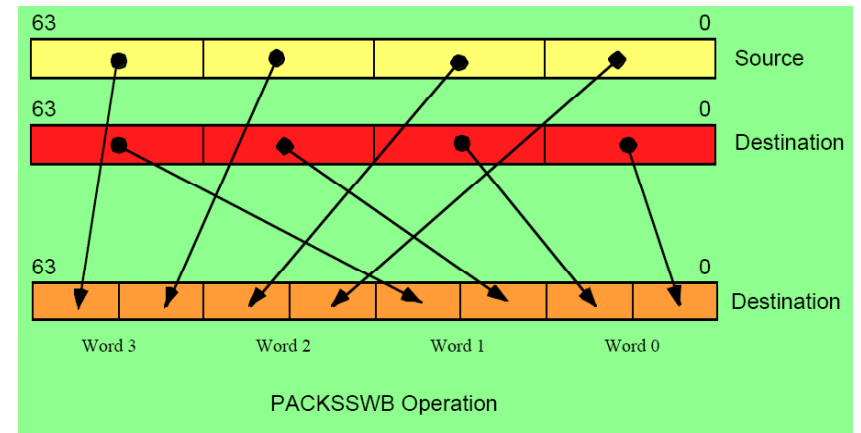 63 0
Source
63 0
Destination
63 0
Destination
Word 3 Word 2 Word 1 Word 0
PACKSSWB Operation